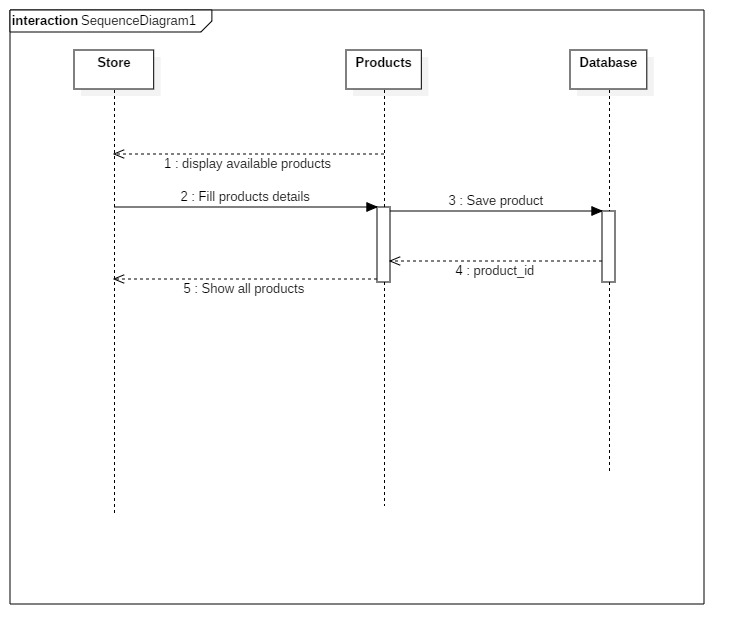 interaction SequenceDiagram1
Store
Products
Database
1 : display available products
2 : Fill products details
3 : Save product
4 : product_id
5 : Show all products